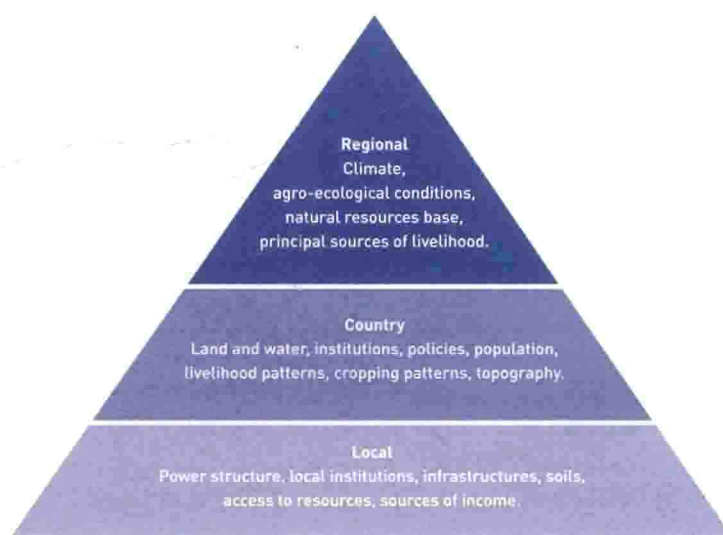 Regional
Climate,
agro-ecological conditions,
natural resources base,
principal sources of livelihood.
Country
Land and water, institutions, policies, population,
livelihood patterns, cropping patterns, topography.
Local
Power structure, local institutions, infrastructures, soils,
access to resources, sources of income.